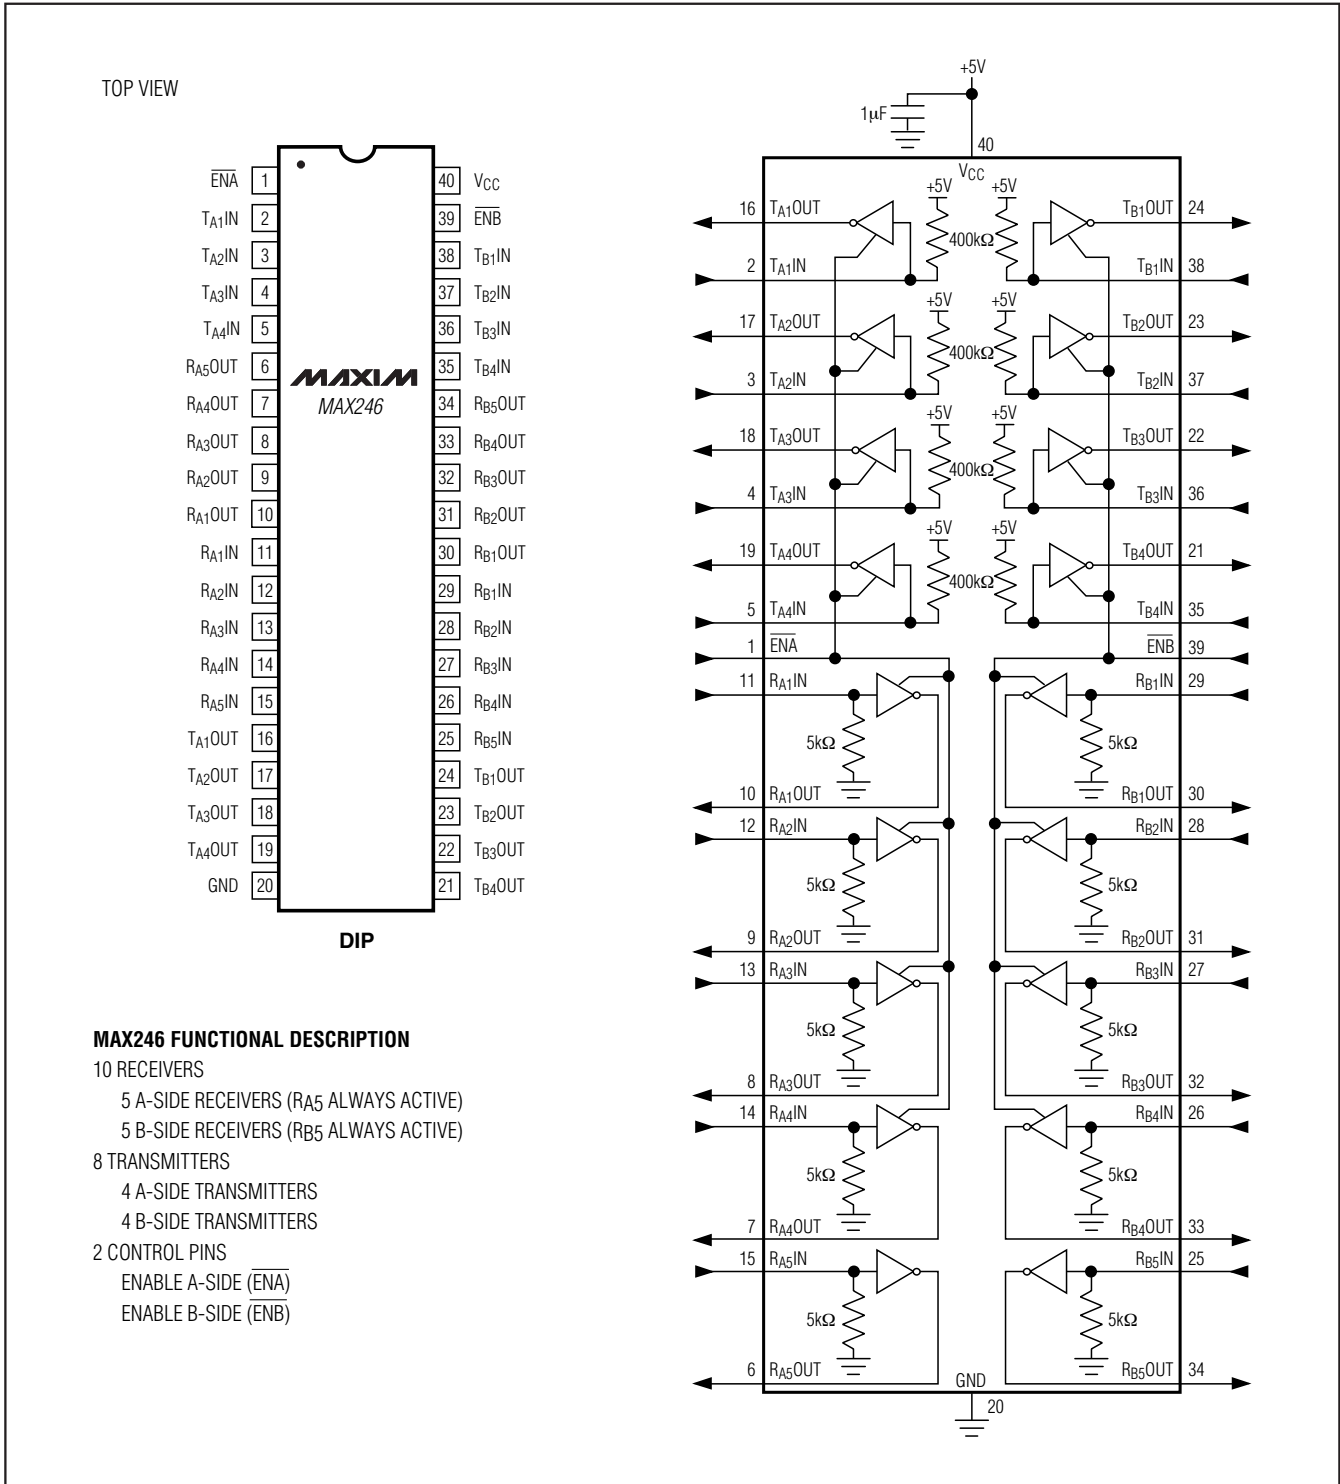 TOP VIEW
ENA 1
TA1IN 2
TA2IN 3
TA3IN 4
TA4IN 5
RA5OUT 6
RA4OUT 7
RA3OUT 8
RA2OUT 9
RA1OUT 10
RA1IN 11
RA2IN 12
RA3IN 13
RA4IN 14
RA5IN 15
TA1OUT 16
TA2OUT 17
TA3OUT 18
TA4OUT 19
GND 20
MAXIM
MAX246
40 VCC
39 ENB
38 TB1IN
37 TB2IN
36 TB3IN
35 TB4IN
34 RB5OUT
33 RB4OUT
32 RB3OUT
31 RB2OUT
30 RB1OUT
29 RB1IN
28 RB2IN
27 RB3IN
26 RB4IN
25 RB5IN
24 TB1OUT
23 TB2OUT
22 TB3OUT
21 TB4OUT
DIP
MAX246 FUNCTIONAL DESCRIPTION
10 RECEIVERS
5 A-SIDE RECEIVERS (RA5 ALWAYS ACTIVE)
5 B-SIDE RECEIVERS (RB5 ALWAYS ACTIVE)
8 TRANSMITTERS
4 A-SIDE TRANSMITTERS
4 B-SIDE TRANSMITTERS
2 CONTROL PINS
ENABLE A-SIDE (ENA)
ENABLE B-SIDE (ENB)
+5V
1µF
40
VCC
+5V +5V
16 TA1OUT TB1OUT 24
400kΩ
2 TA1IN TB1IN 38
+5V +5V
17 TA2OUT TB2OUT 23
400kΩ
3 TA2IN TB2IN 37
+5V +5V
18 TA3OUT TB3OUT 22
400kΩ
4 TA3IN TB3IN 36
+5V +5V
19 TA4OUT TB4OUT 21
400kΩ
5 TA4IN TB4IN 35
1 ENA ENB 39
11 RA1IN RB1IN 29
5kΩ 5kΩ
10 RA1OUT RB1OUT 30
12 RA2IN RB2IN 28
5kΩ 5kΩ
9 RA2OUT RB2OUT 31
13 RA3IN RB3IN 27
5kΩ 5kΩ
8 RA3OUT RB3OUT 32
14 RA4IN RB4IN 26
5kΩ 5kΩ
7 RA4OUT RB4OUT 33
15 RA5IN RB5IN 25
5kΩ 5kΩ
6 RA5OUT RB5OUT 34
GND
20